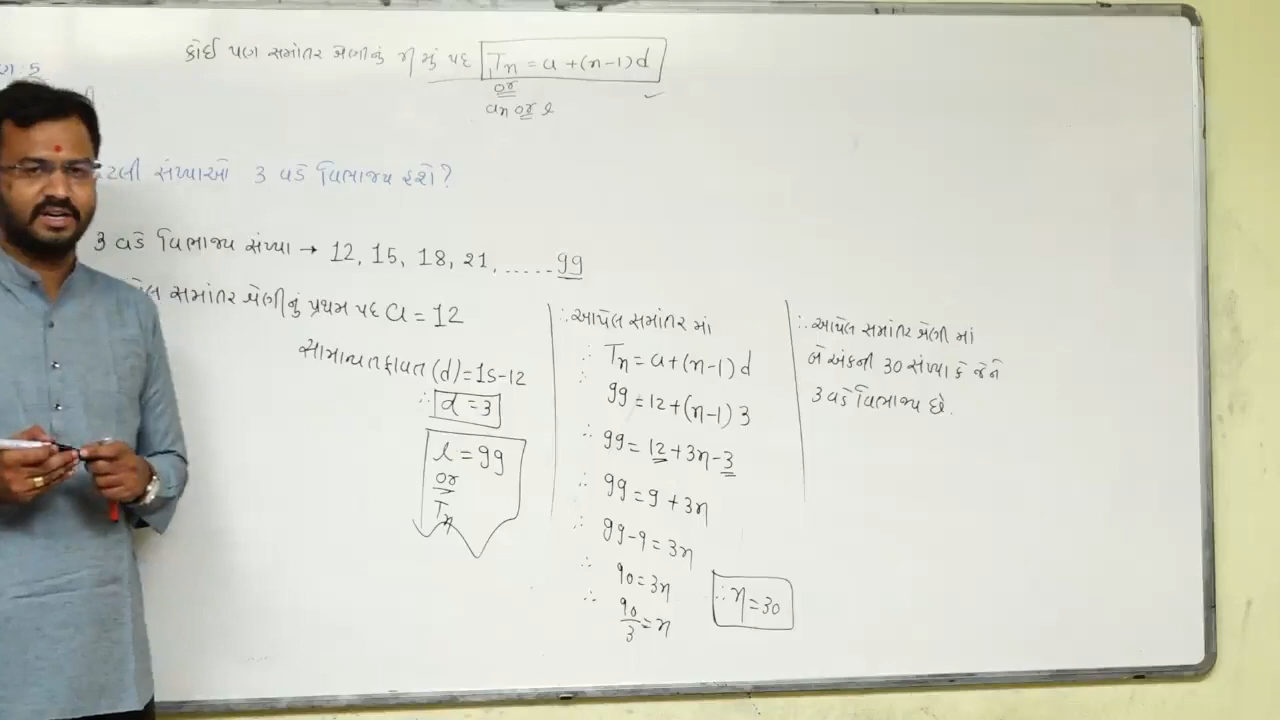 કોઈ પણ સમાંતર શ્રેણીનું n મું પદ Tn = a +(n-1)d
or
an or l
ણ: 5
ટલી સંખ્યાઓ 3 વડે વિભાજ્ય હશે?
3 વડે વિભાજ્ય સંખ્યા → 12, 15, 18, 21, ......99
લ સમાંતર શ્રેણીનું પ્રથમ પદ a = 12
સામાન્ય તફાવત (d) = 15-12
∴ d = 3
l = 99
or
Tn
∴ આપેલ સમાંતર માં
∴ Tn = a + (n-1) d
∴ 99 = 12 + (n-1) 3
∴ 99 = 12 + 3n - 3
∴ 99 = 9 + 3n
∴ 99 - 9 = 3n
∴ 90 = 3n
∴ 90/3 = n
∴ n = 30
∴ આપેલ સમાંતર શ્રેણી માં
બે અંકની 30 સંખ્યા કે જેને
3 વડે વિભાજ્ય છે.